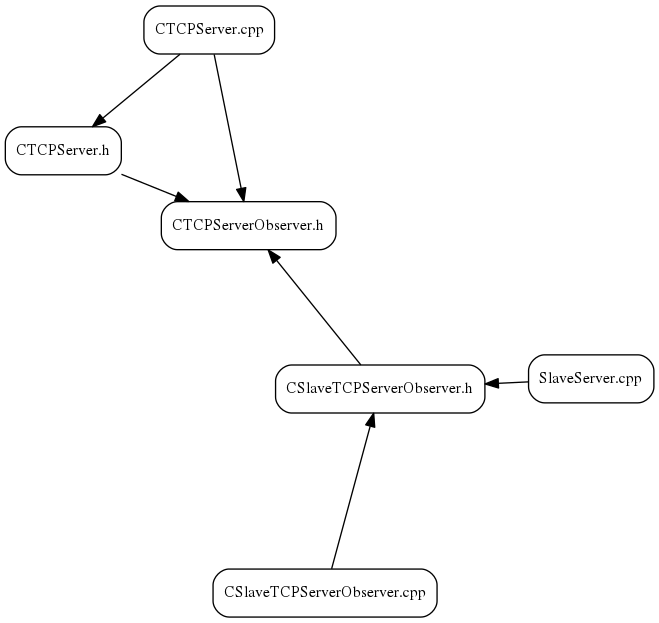 CTCPServer.cpp
CTCPServer.h
CTCPServerObserver.h
SlaveServer.cpp
CSlaveTCPServerObserver.h
CSlaveTCPServerObserver.cpp